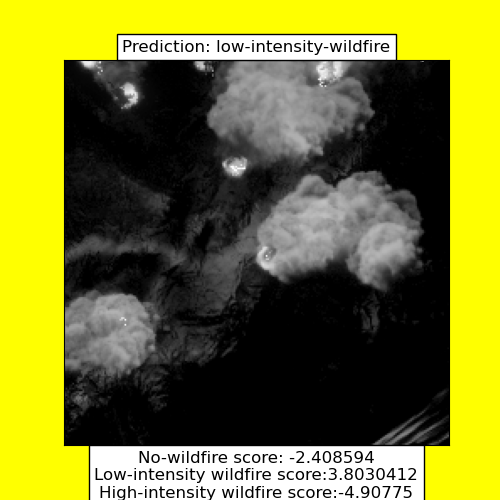 Prediction: low-intensity-wildfire
No-wildfire score: -2.408594
Low-intensity wildfire score:3.8030412
High-intensity wildfire score:-4.90775